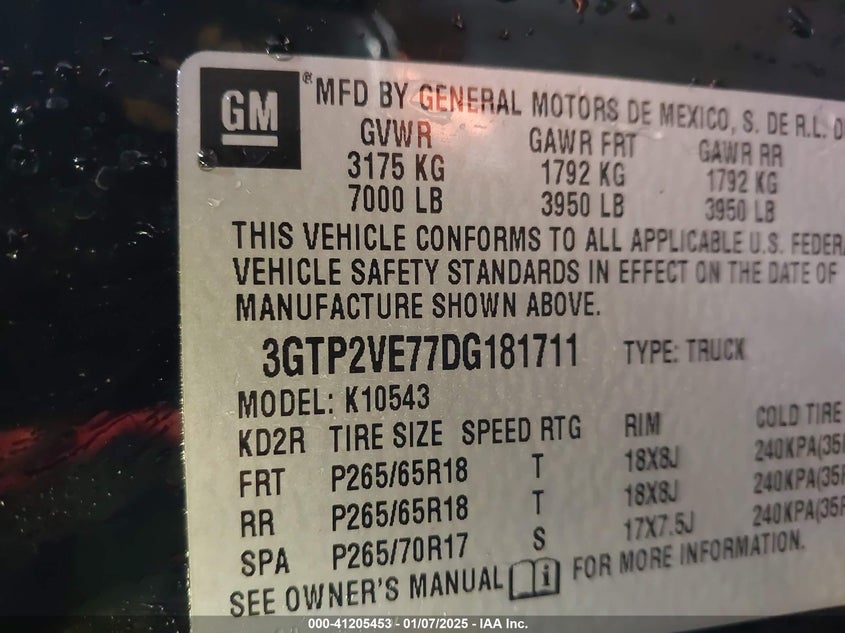 GM
® MFD BY GENERAL MOTORS DE MEXICO, S. DE R.L. D
GVWR GAWR FRT GAWR RR
3175 KG 1792 KG 1792 KG
7000 LB 3950 LB 3950 LB
THIS VEHICLE CONFORMS TO ALL APPLICABLE U.S. FEDERA
VEHICLE SAFETY STANDARDS IN EFFECT ON THE DATE OF
MANUFACTURE SHOWN ABOVE.
3GTP2VE77DG181711 TYPE: TRUCK
MODEL: K10543
KD2R TIRE SIZE SPEED RTG RIM COLD TIRE
FRT P265/65R18 T 18X8J 240KPA(35P
RR P265/65R18 T 18X8J 240KPA(35P
SPA P265/70R17 S 17X7.5J 240KPA(35P
SEE OWNER'S MANUAL i FOR MORE INFORMATION.
000-41205453 - 01/07/2025 - IAA Inc.